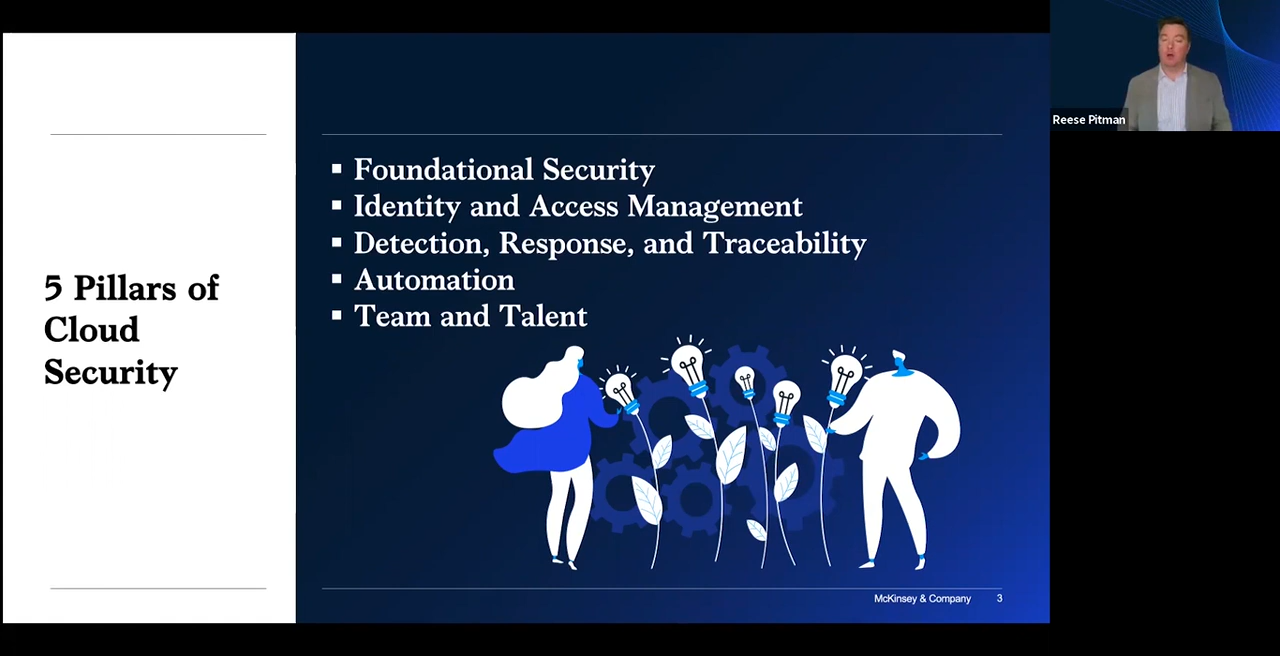 5 Pillars of
Cloud
Security
▪ Foundational Security
▪ Identity and Access Management
▪ Detection, Response, and Traceability
▪ Automation
▪ Team and Talent
McKinsey & Company 3
Reese Pitman